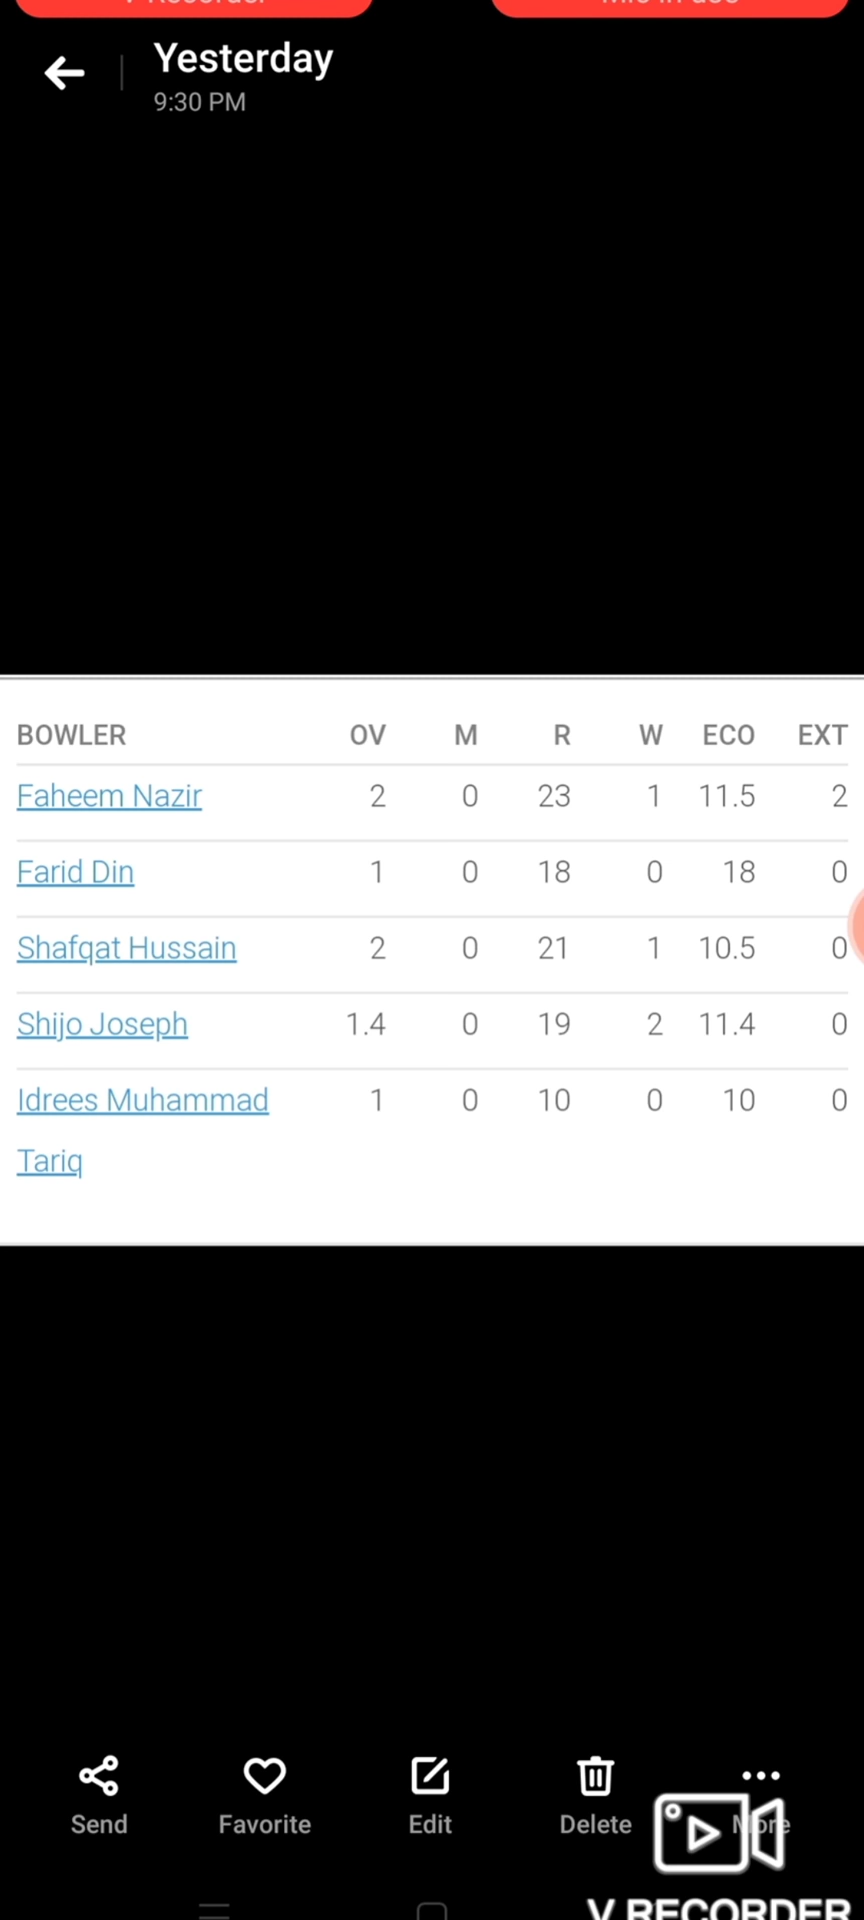 Yesterday
9:30 PM
BOWLER OV M R W ECO EXT
Faheem Nazir 2 0 23 1 11.5 2
Farid Din 1 0 18 0 18 0
Shafqat Hussain 2 0 21 1 10.5 0
Shijo Joseph 1.4 0 19 2 11.4 0
Idrees Muhammad 1 0 10 0 10 0
Tariq
Send Favorite Edit Delete More
V RECORDER